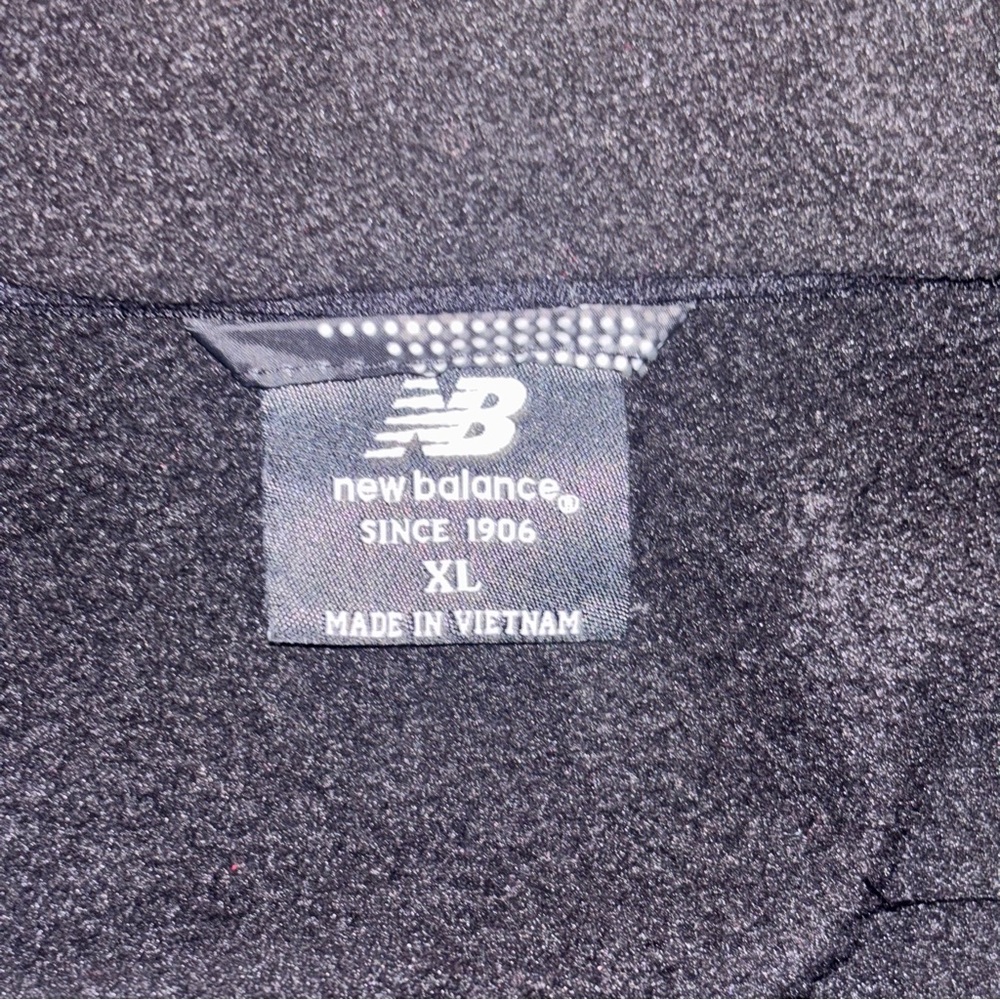 NB
new balance®
SINCE 1906
XL
MADE IN VIETNAM